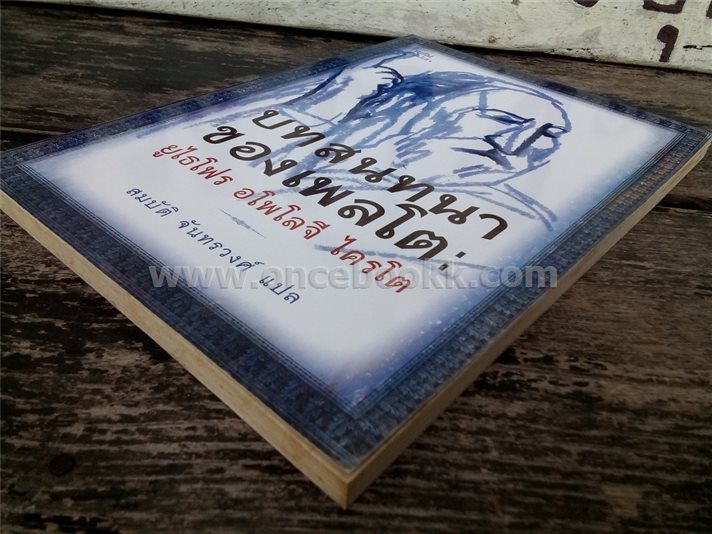 บทสนทนา
ของเพลโต:
ยูไธโฟร อโพโลจี ไครโต
สมบัติ จันทรวงศ์ แปล
www.oncebookk.com